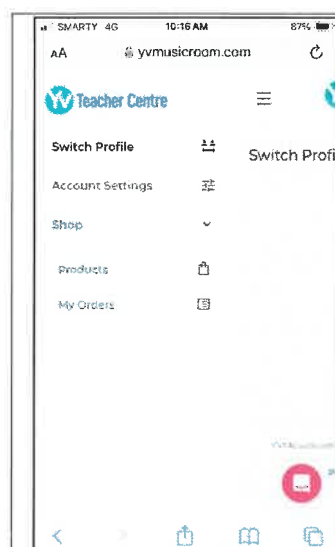 SMARTY 4G 10:16 AM 87%
AA yvmusicroom.com
YV Teacher Centre
Switch Profile
Switch Profi
Account Settings
Shop
Products
My Orders